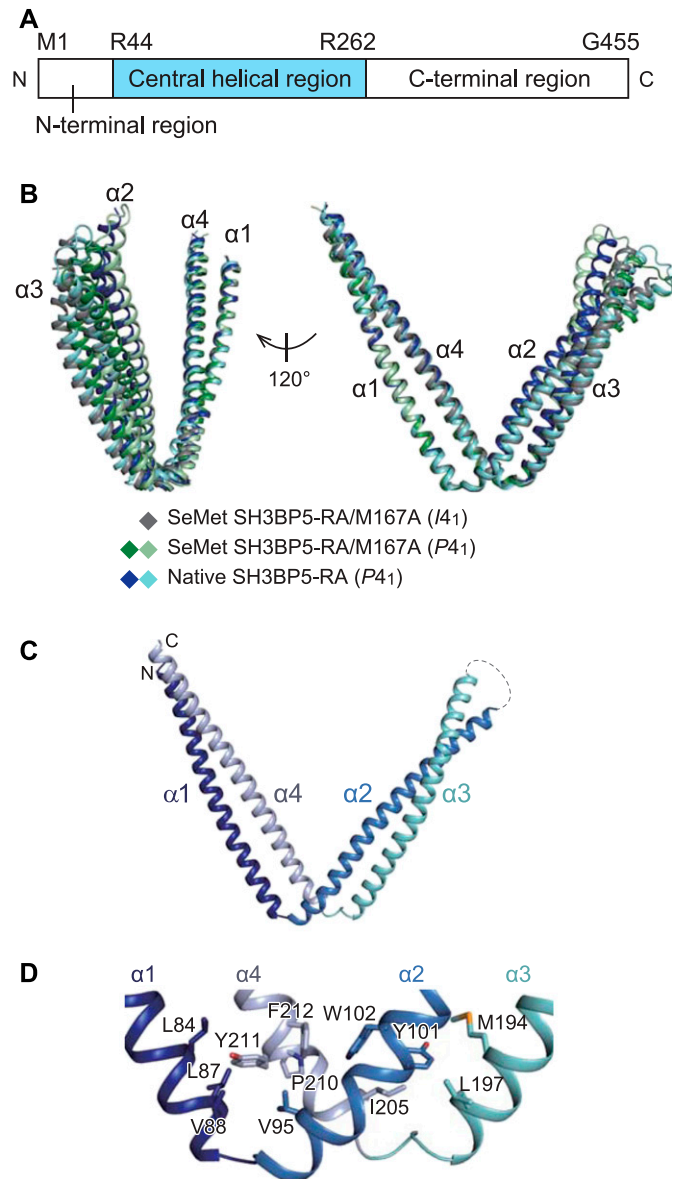 A
M1 R44 R262 G455
N Central helical region C-terminal region C
N-terminal region
B
α2 α4 α1
α3
120°
α1 α4 α2 α3
SeMet SH3BP5-RA/M167A (I4₁)
SeMet SH3BP5-RA/M167A (P4₁)
Native SH3BP5-RA (P4₁)
C
C
N
α1 α4 α2 α3
D
α1 α4 α2 α3
L84 Y211 F212 W102 Y101 M194
L87 P210 L197
V88 V95 I205